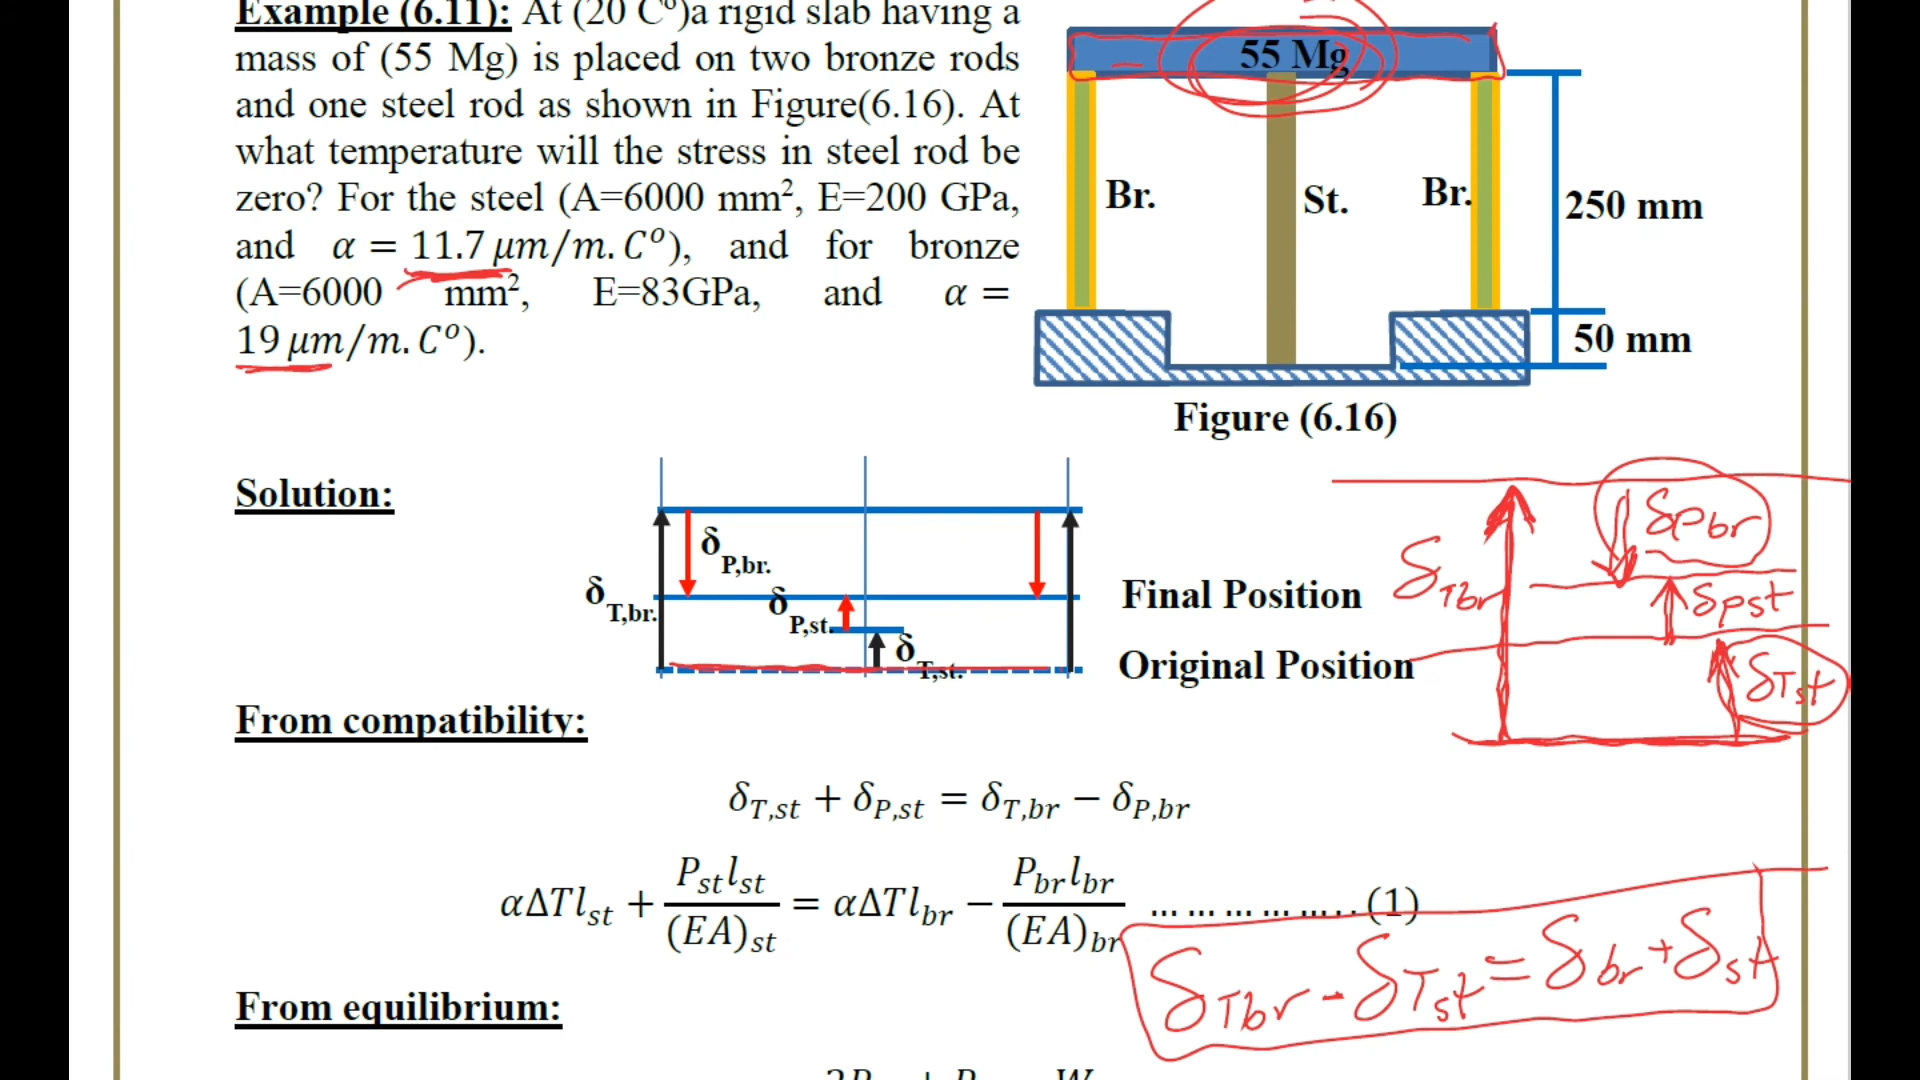 Example (6.11): At (20 Cº)a rigid slab having a
mass of (55 Mg) is placed on two bronze rods
and one steel rod as shown in Figure(6.16). At
what temperature will the stress in steel rod be
zero? For the steel (A=6000 mm², E=200 GPa,
and α = 11.7 μm/m. Cº), and for bronze
(A=6000 mm², E=83GPa, and α =
19 μm/m. Cº).
55 Mg
Br.
St.
Br.
250 mm
50 mm
Figure (6.16)
Solution:
δ P,br.
δ T,br.
δ P,st.
δ T,st.
Final Position
Original Position
δTbr
δPbr
δpst
δTst
From compatibility:
δT,st + δP,st = δT,br − δP,br
αΔTlst + Pstlst/(EA)st = αΔTlbr − Pbrlbr/(EA)br ... ... ... ... ... . . (1)
δTbr - δTst = δbr + δst
From equilibrium: